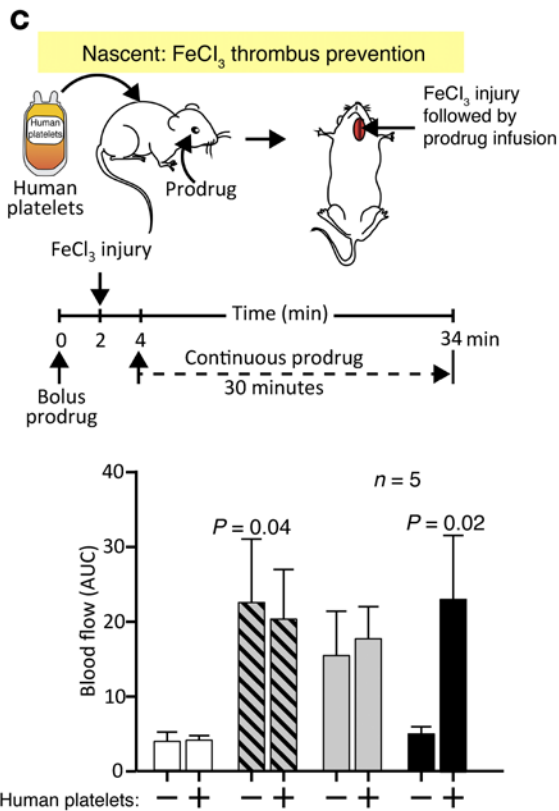 c
Nascent: FeCl₃ thrombus prevention
Human
platelets
Human
platelets
Prodrug
FeCl₃ injury
followed by
prodrug infusion
FeCl₃ injury
Time (min)
0 2 4 34 min
Continuous prodrug
30 minutes
Bolus
prodrug
40
30
20
10
0
Blood flow (AUC)
n = 5
P = 0.04
P = 0.02
Human platelets: − + − + − + − +